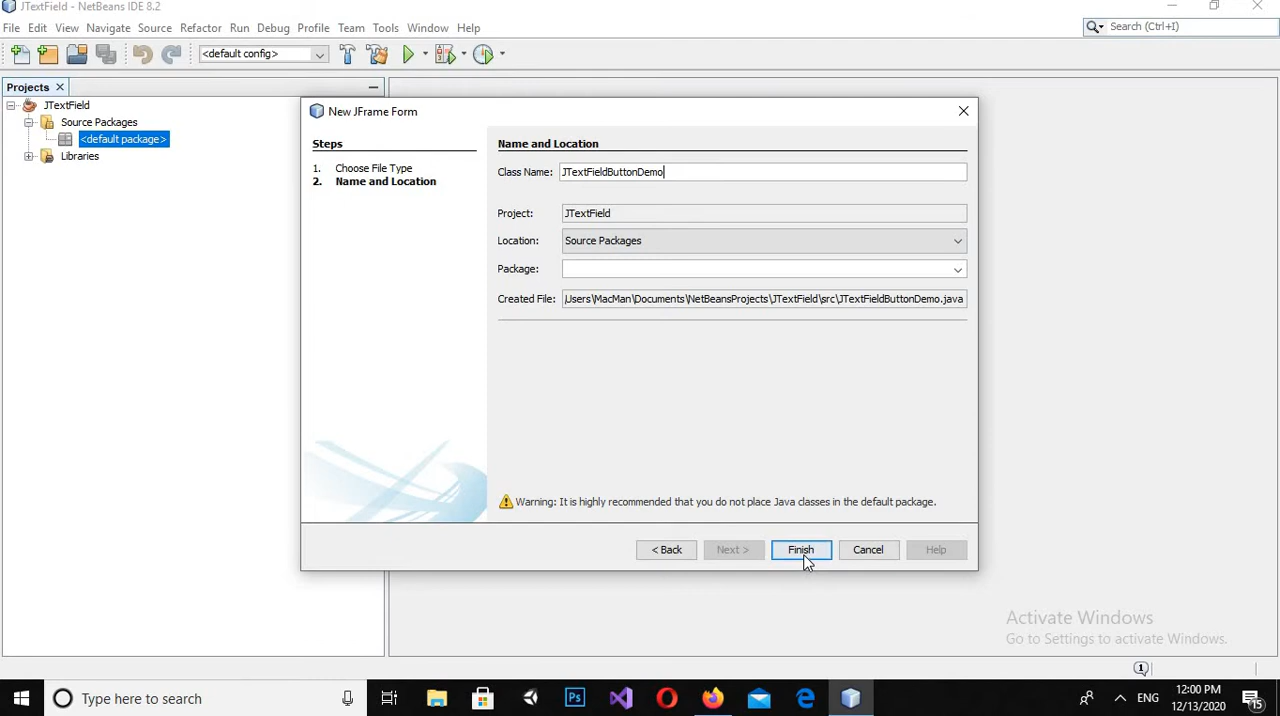 JTextField - NetBeans IDE 8.2
File Edit View Navigate Source Refactor Run Debug Profile Team Tools Window Help
Search (Ctrl+I)
<default config>
Projects
JTextField
Source Packages
<default package>
Libraries
New JFrame Form
Steps
1. Choose File Type
2. Name and Location
Name and Location
Class Name: JTextFieldButtonDemo
Project: JTextField
Location: Source Packages
Package:
Created File: Users\MacMan\Documents\NetBeansProjects\JTextField\src\JTextFieldButtonDemo.java
Warning: It is highly recommended that you do not place Java classes in the default package.
< Back Next > Finish Cancel Help
Activate Windows
Go to Settings to activate Windows.
1
Type here to search
Ps
ENG
12:00 PM
12/13/2020
15